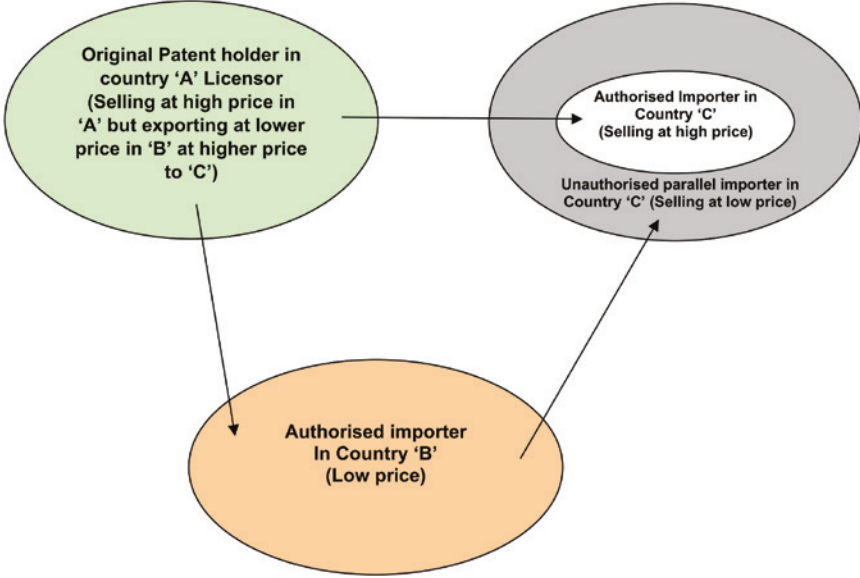 Original Patent holder in
country ‘A’ Licensor
(Selling at high price in
‘A’ but exporting at lower
price in ‘B’ at higher price
to ‘C’)
Authorised Importer in
Country ‘C’
(Selling at high price)
Unauthorised parallel importer in
Country ‘C’ (Selling at low price)
Authorised importer
In Country ‘B’
(Low price)